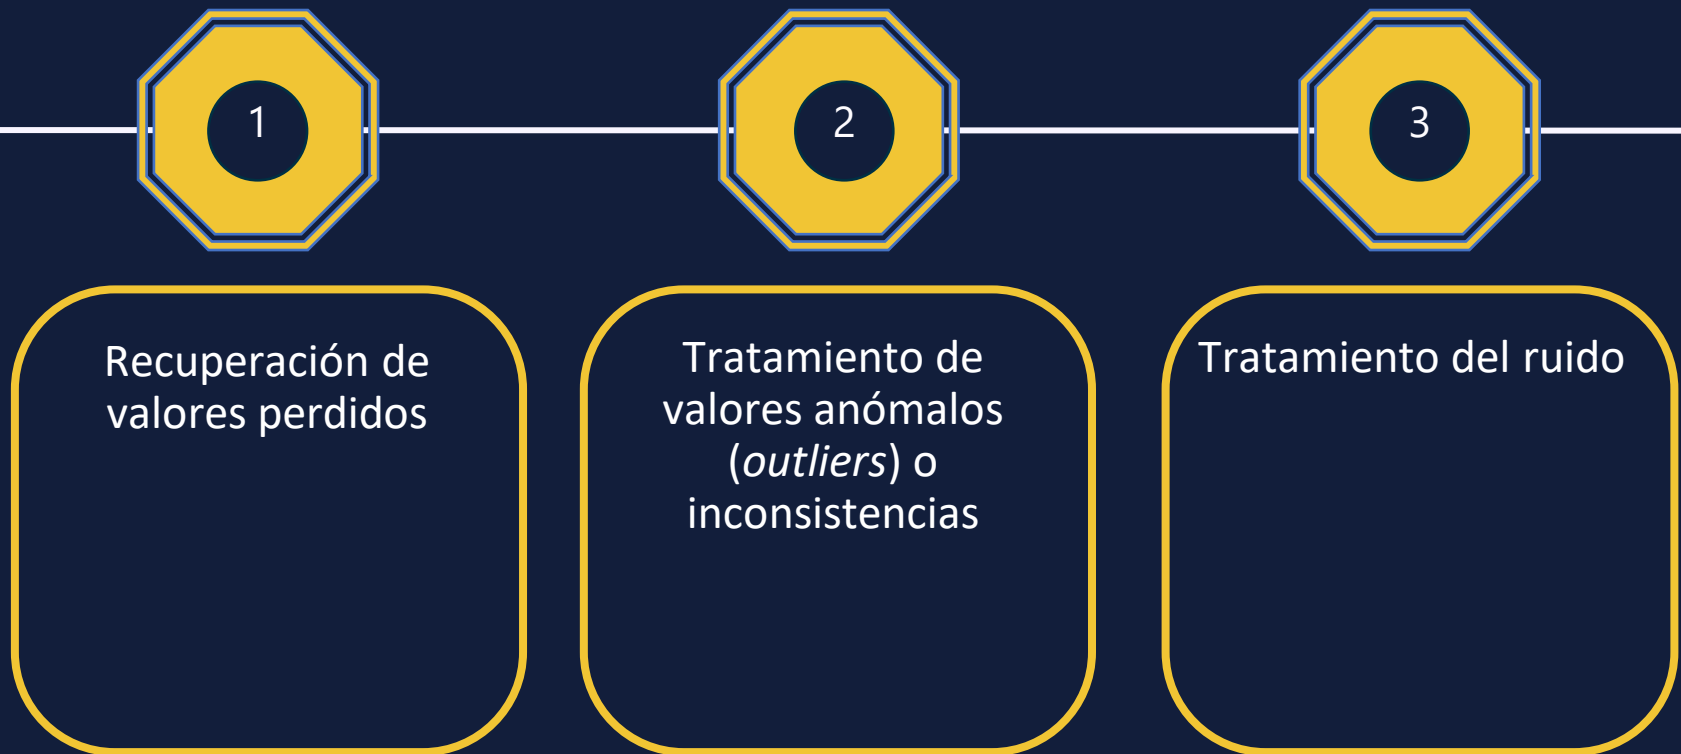 1
2
3
Recuperación de
valores perdidos
Tratamiento de
valores anómalos
(outliers) o
inconsistencias
Tratamiento del ruido